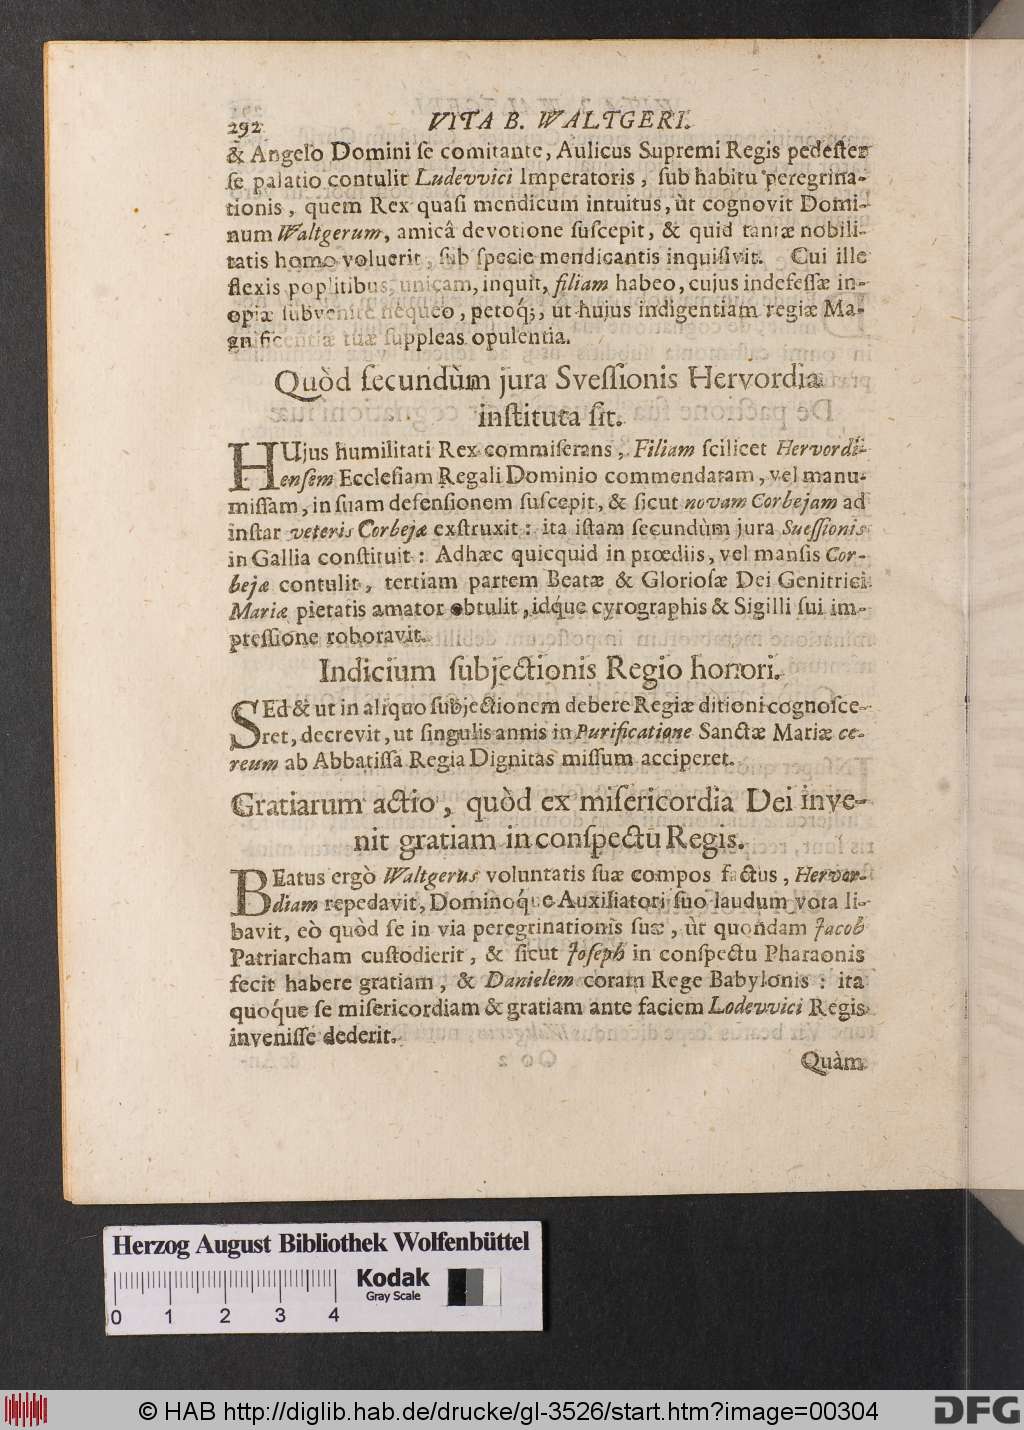 292 VITA B. WALTGERI.
& Angelo Domini se comitante, Aulicus Supremi Regis pedester
se palatio contulit Ludevvici Imperatoris, sub habitu peregrina-
tionis, quem Rex quasi mendicum intuitus, ut cognovit Domi-
num Waltgerum, amicâ devotione suscepit, & quid tantæ nobili-
tatis homo voluerit, sub specie mendicantis inquisivit. Cui ille
flexis poplitibus, unicam, inquit, filiam habeo, cujus indefessæ in-
opiæ subvenire nequeo, petoq́;, ut hujus indigentiam regiæ Ma-
gnificentiæ tuæ suppleas opulentia.
Quòd secundùm jura Svessionis Hervordia
instituta sit.
HUjus humilitati Rex commiserans, Filiam scilicet Hervordi-
ensem Ecclesiam Regali Dominio commendatam, vel manu-
missam, in suam defensionem suscepit, & sicut novam Corbejam ad
instar veteris Corbejæ exstruxit: ita istam secundùm jura Suessionis
in Gallia constituit: Adhæc quicquid in prœdiis, vel mansis Cor-
bejæ contulit, tertiam partem Beatæ & Gloriosæ Dei Genitrici
Mariæ pietatis amator obtulit, idq́ue cyrographis & Sigilli sui im-
pressione roboravit.
Indicium subjectionis Regio honori.
SEd & ut in aliquo subjectionem debere Regiæ ditioni cognosce-
ret, decrevit, ut singulis annis in Purificatione Sanctæ Mariæ ce-
reum ab Abbatissa Regia Dignitas missum acciperet.
Gratiarum actio, quòd ex misericordia Dei inve-
nit gratiam in conspectu Regis.
BEatus ergò Waltgerus voluntatis suæ compos factus, Hervor-
diam repedavit, Dominoq́ue Auxiliatori suo laudum vota li-
bavit, eò quòd se in via peregrinationis suæ, ùt quondam Jacob
Patriarcham custodierit, & sicut Joseph in conspectu Pharaonis
fecit habere gratiam, & Danielem coram Rege Babylonis: ita
quoq́ue se misericordiam & gratiam ante faciem Lodevvici Regis
invenisse dederit.
Quàm
Herzog August Bibliothek Wolfenbüttel
Kodak
Gray Scale
0 1 2 3 4
© HAB http://diglib.hab.de/drucke/gl-3526/start.htm?image=00304
DFG